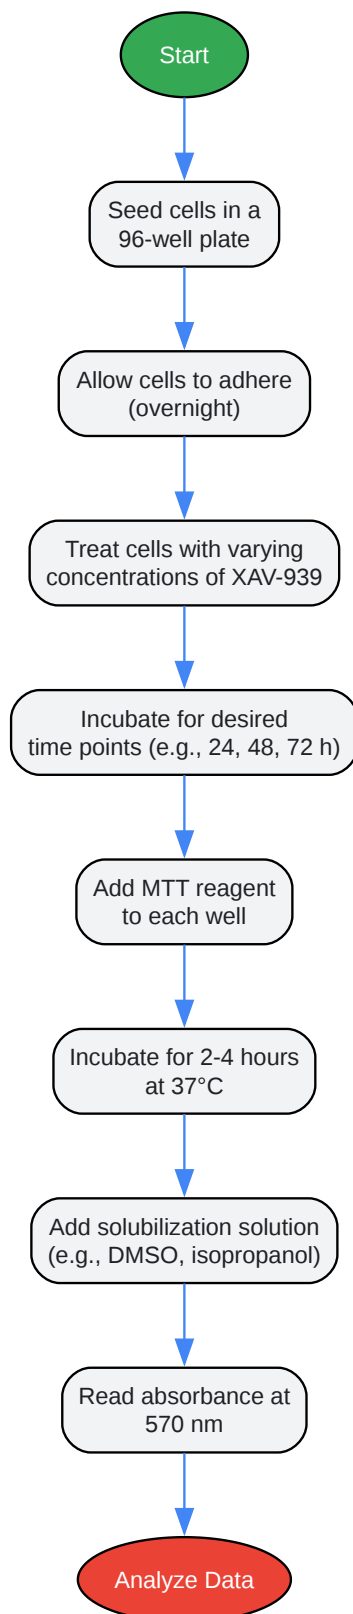 Start
Seed cells in a
96-well plate
Allow cells to adhere
(overnight)
Treat cells with varying
concentrations of XAV-939
Incubate for desired
time points (e.g., 24, 48, 72 h)
Add MTT reagent
to each well
Incubate for 2-4 hours
at 37°C
Add solubilization solution
(e.g., DMSO, isopropanol)
Read absorbance at
570 nm
Analyze Data